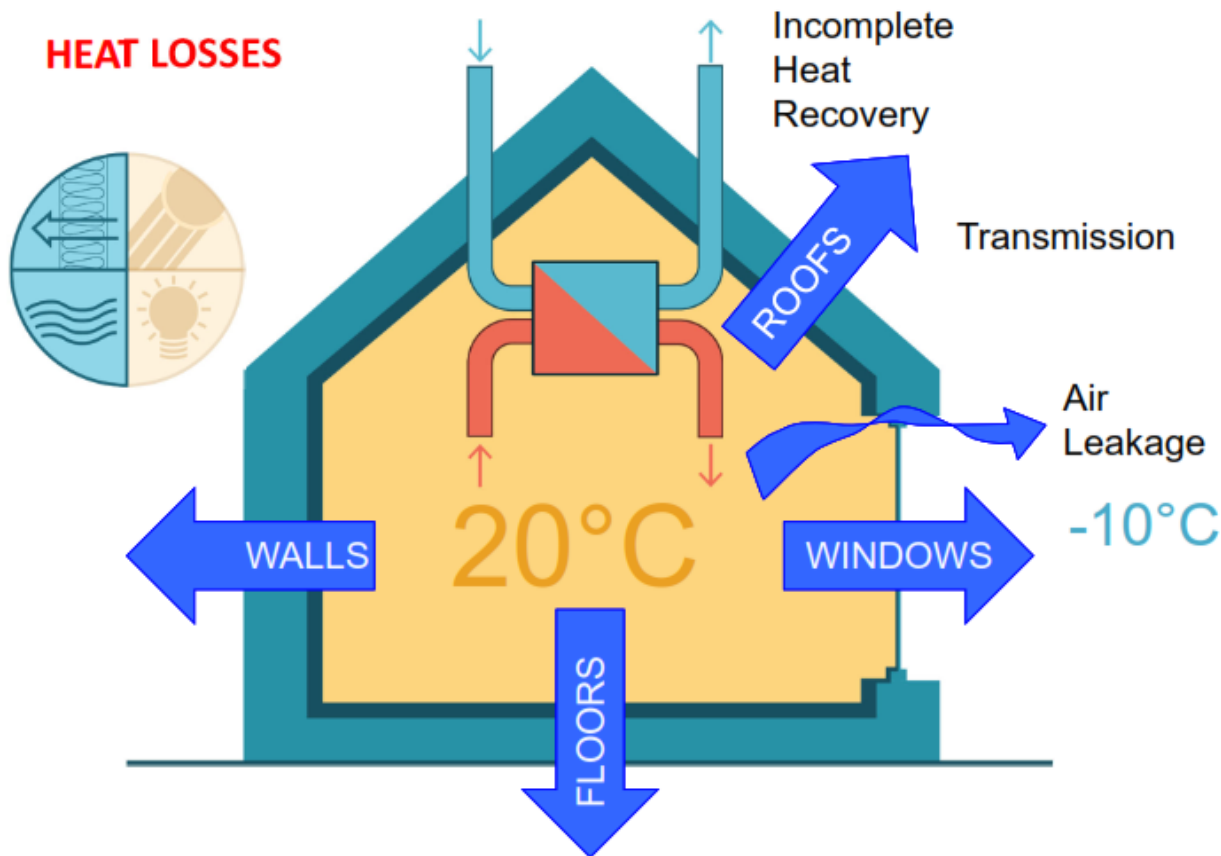 HEAT LOSSES
Incomplete
Heat
Recovery
ROOFS
Transmission
Air
Leakage
-10°C
20°C
WALLS
WINDOWS
FLOORS